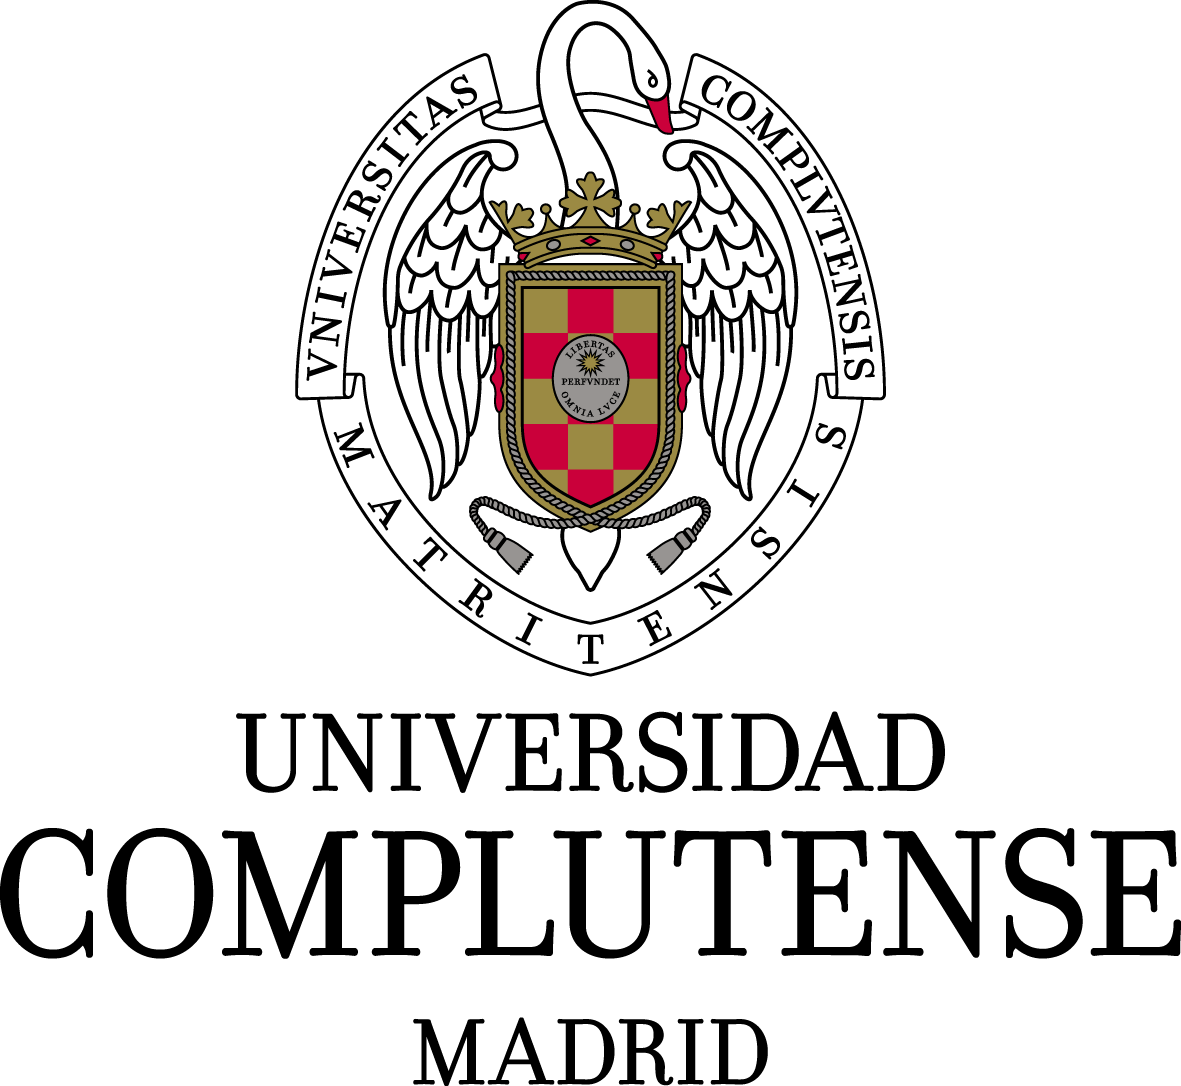 VNIVERSITAS
COMPLVTENSIS
MATRITENSIS
LIBERTAS
PERFVNDET
OMNIA LVCE
UNIVERSIDAD
COMPLUTENSE
MADRID